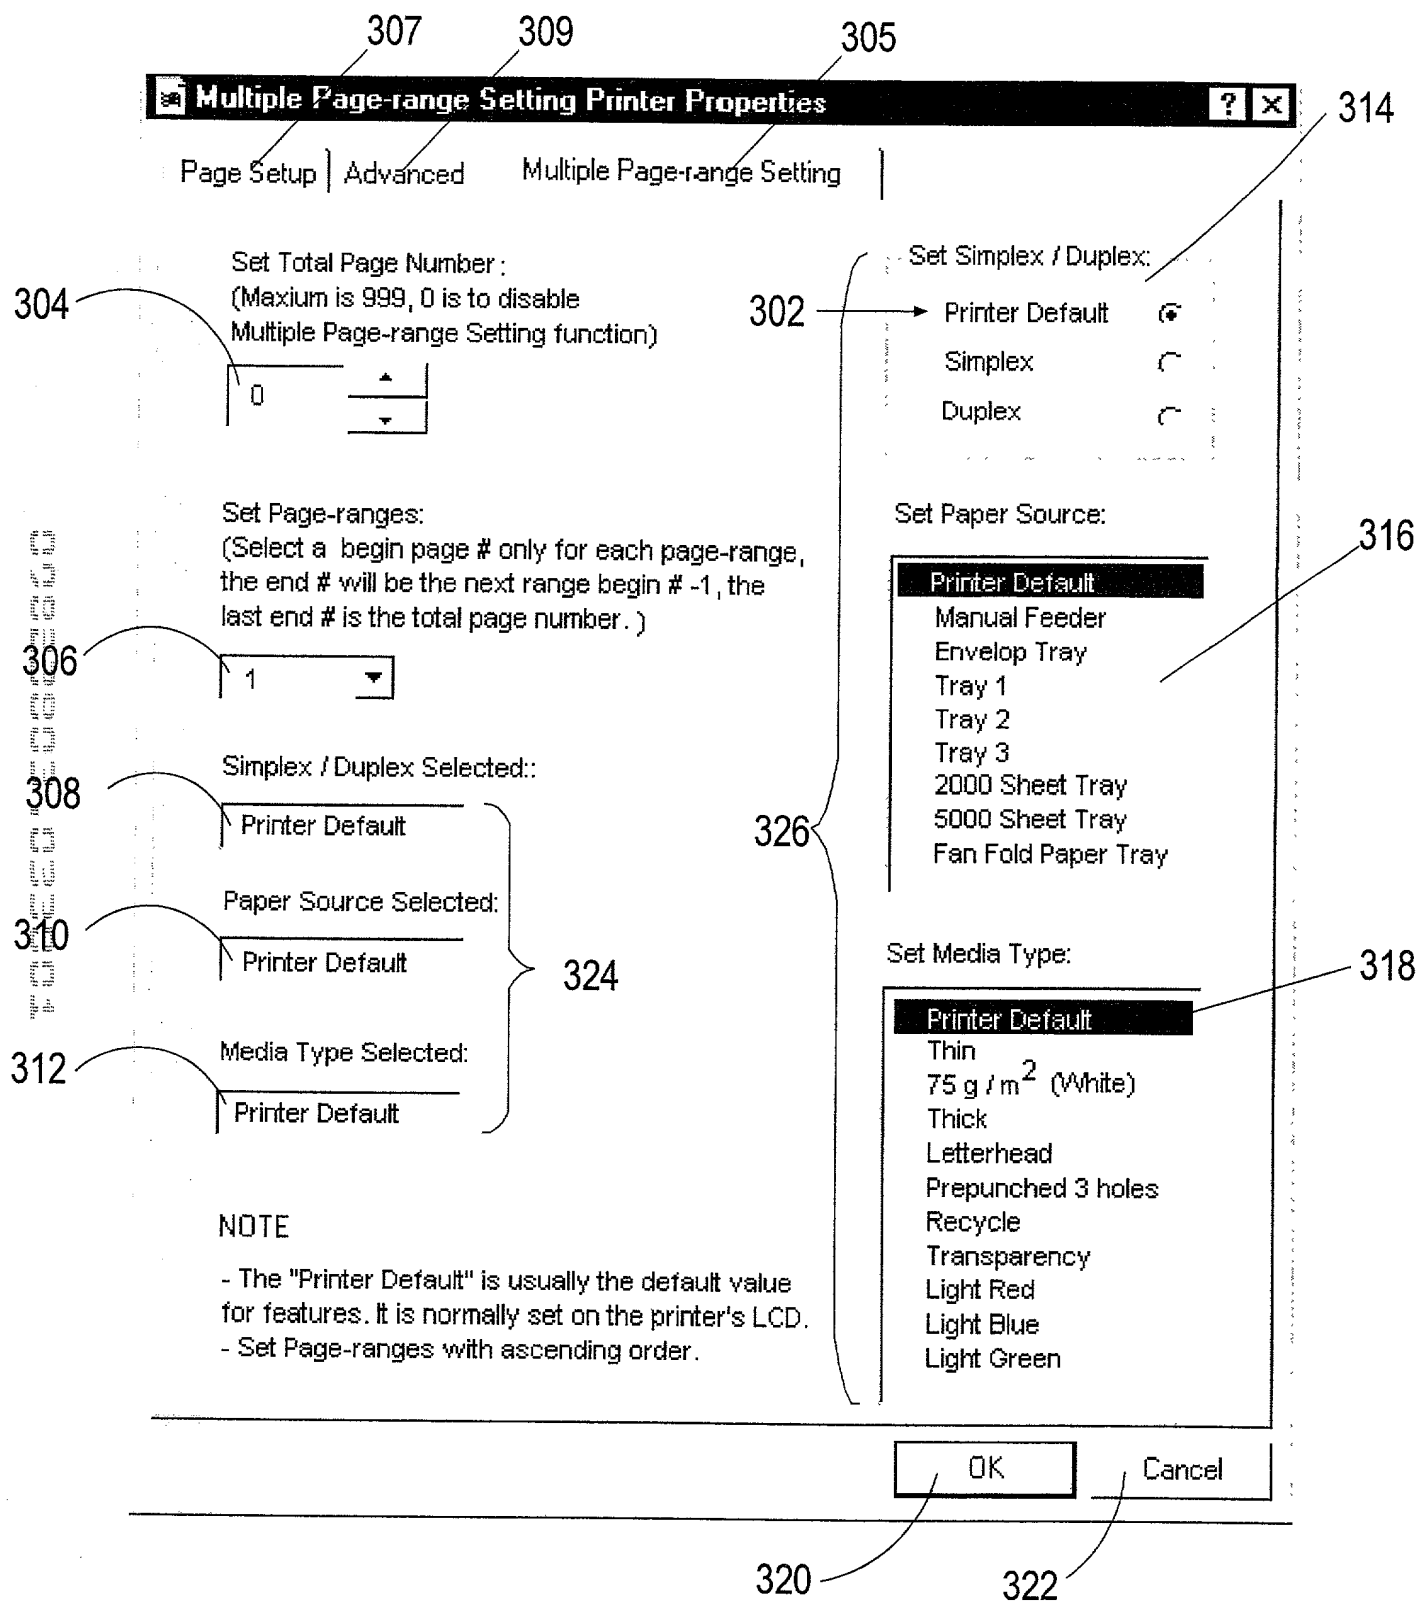 307
309
305
Multiple Page-range Setting Printer Properties
? ×
314
Page Setup
Advanced
Multiple Page-range Setting
304
Set Total Page Number :
(Maxium is 999, 0 is to disable
Multiple Page-range Setting function)
0
Set Page-ranges:
(Select a begin page # only for each page-range,
the end # will be the next range begin # -1, the
last end # is the total page number. )
306
1
Simplex / Duplex Selected::
308
Printer Default
Paper Source Selected:
310
Printer Default
324
Media Type Selected:
312
Printer Default
NOTE
- The "Printer Default" is usually the default value
for features. It is normally set on the printer's LCD.
- Set Page-ranges with ascending order.
326
Set Simplex / Duplex:
302
Printer Default
Simplex
Duplex
Set Paper Source:
316
Printer Default
Manual Feeder
Envelop Tray
Tray 1
Tray 2
Tray 3
2000 Sheet Tray
5000 Sheet Tray
Fan Fold Paper Tray
Set Media Type:
318
Printer Default
Thin
75 g / m² (White)
Thick
Letterhead
Prepunched 3 holes
Recycle
Transparency
Light Red
Light Blue
Light Green
OK
Cancel
320
322